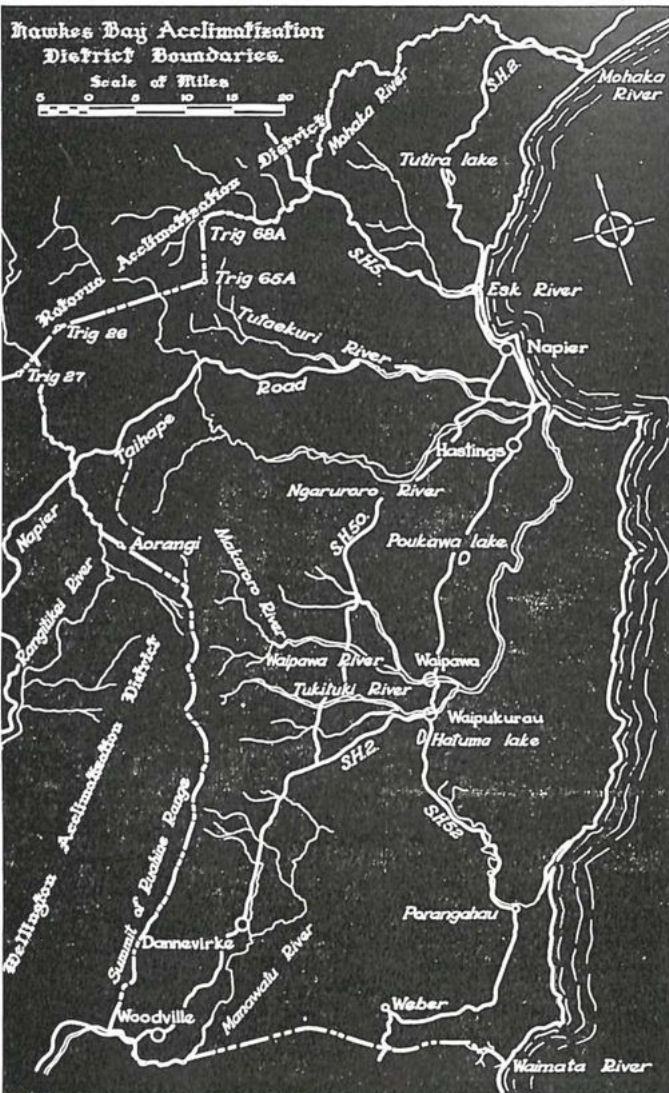 Hawkes Bay Acclimatization
District Boundaries.
Scale of Miles
5 0 5 10 15 20
Mohaka
River
S.H.2.
Mohaka River
Tutira lake
Rotorua Acclimatization District
Trig 68A
S.H.5.
Trig 65A
Esk River
Trig 26
Tutaekuri River
Napier
Trig 27
Road
Taihape
Hastings
Ngaruroro River
Napier
S.H.50.
Aorangi
Poukawa lake
Makaroro River
Rangitikei River
Waipawa River
Waipawa
Tukituki River
Waipukurau
Hatuma lake
S.H.2.
Wellington Acclimatization District
Summit of Ruahine Range
S.H.52
Porangahau
Dannevirke
Manawatu River
Weber
Woodville
Waimata River